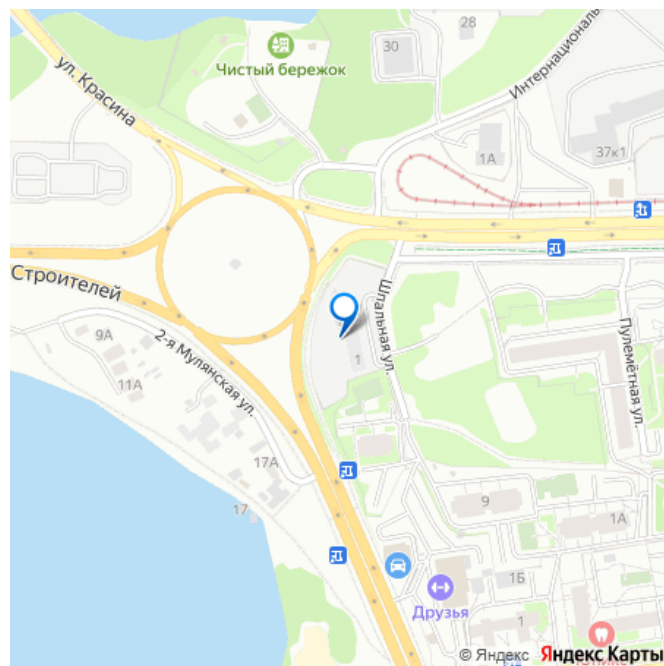 28
30
Чистый бережок
ул. Красина
Интернациональ
1А
37к1
Строителей
Шпальная ул.
Пулемётная ул.
2-я Мулянская ул.
9А
11А
1
17А
17
9
1А
1Б
Друзья
1
© Яндекс Яндекс Карты